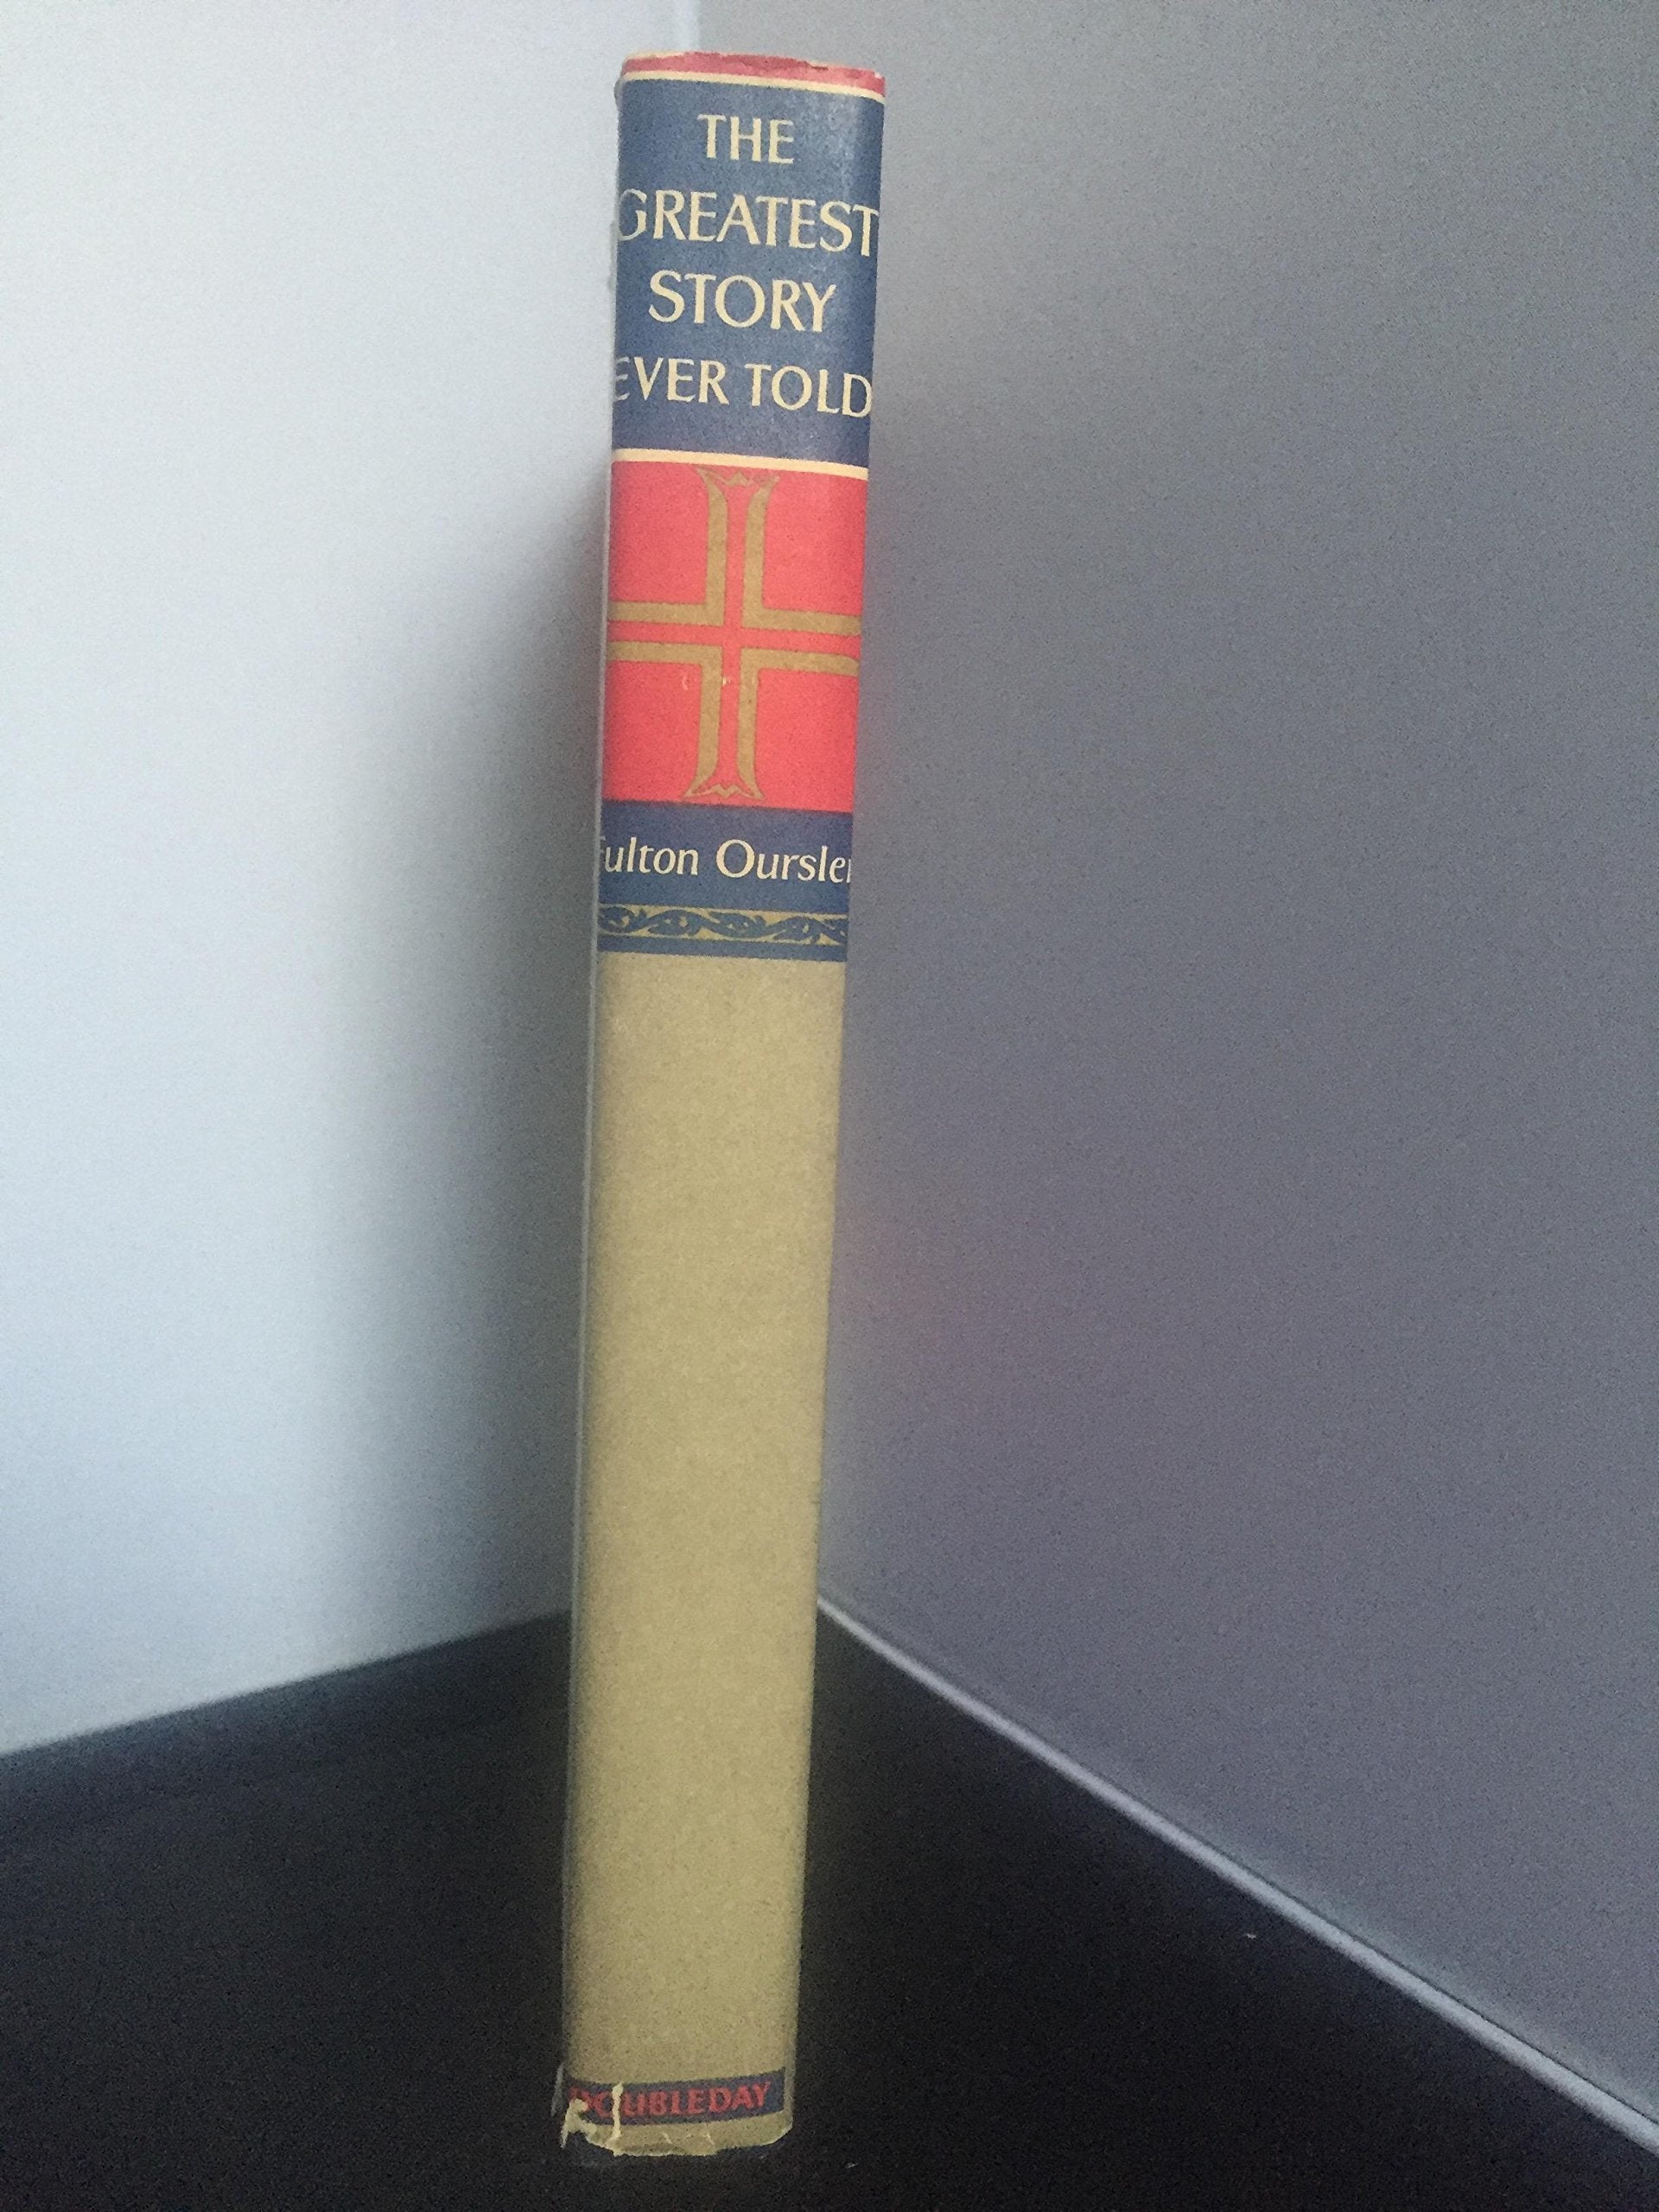 THE
GREATEST
STORY
EVER TOLD
Fulton Oursler
DOUBLEDAY